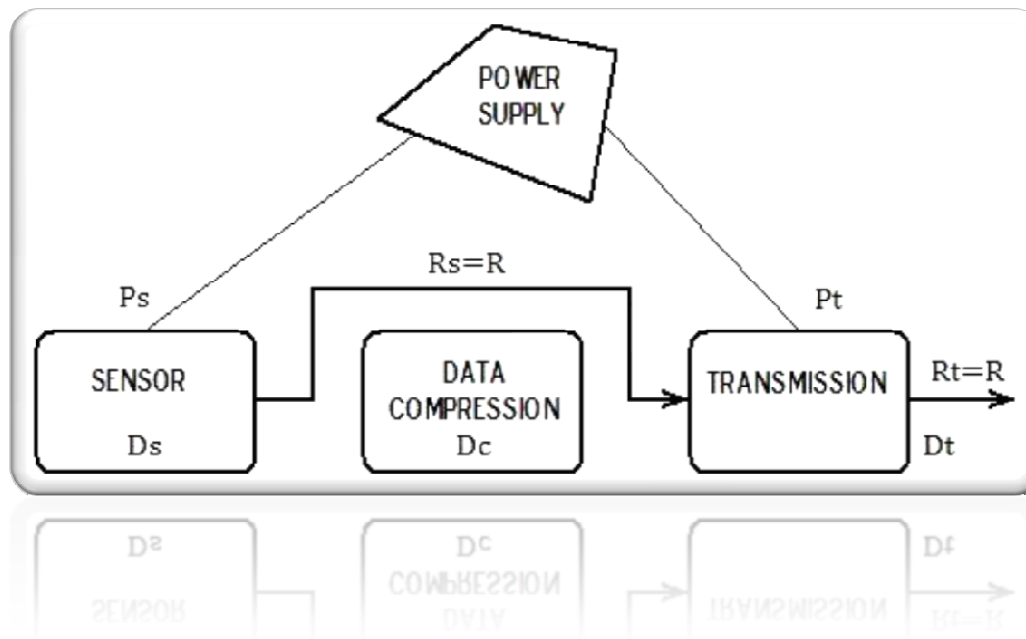 POWER
SUPPLY
Rs=R
Ps
Pt
SENSOR
Ds
DATA
COMPRESSION
Dc
TRANSMISSION
Rt=R
Dt